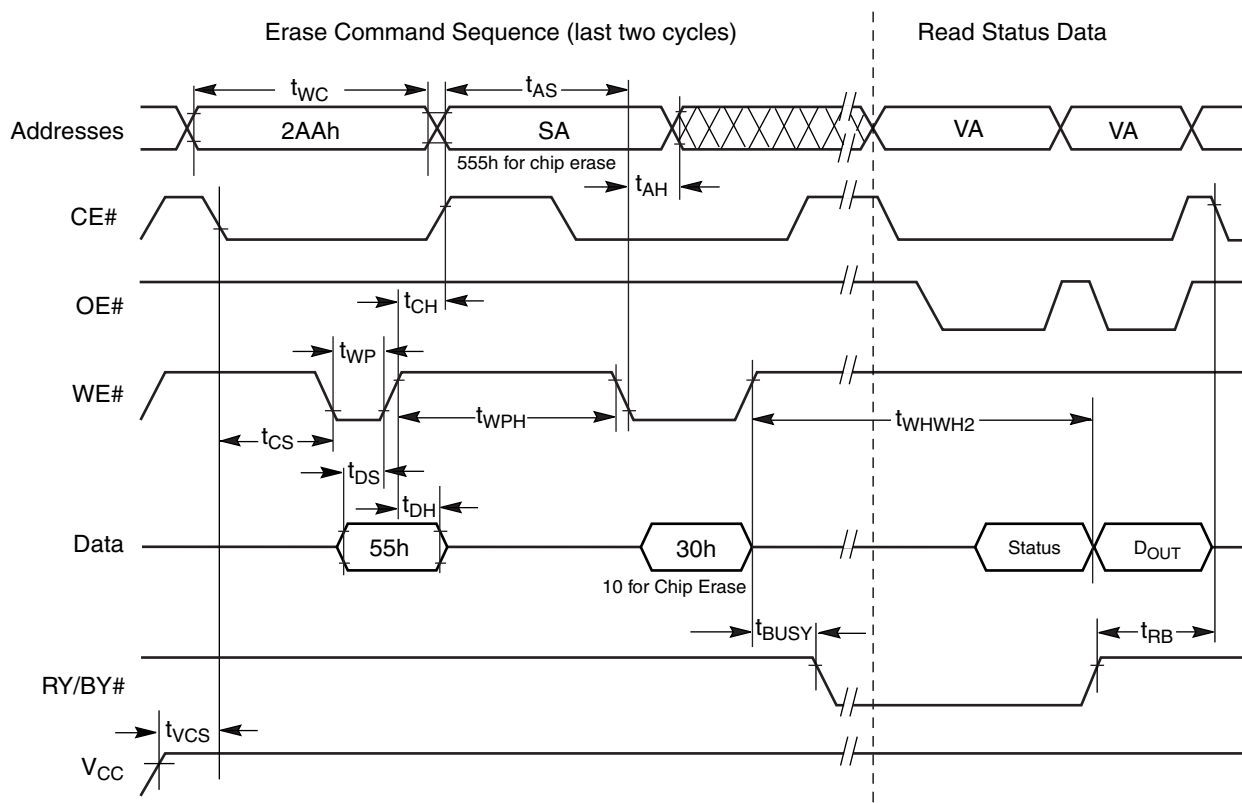 Erase Command Sequence (last two cycles)
Read Status Data
tWC
tAS
Addresses
2AAh
SA
VA
VA
555h for chip erase
tAH
CE#
OE#
tCH
tWP
WE#
tWPH
tWHWH2
tCS
tDS
tDH
Data
55h
30h
Status
DOUT
10 for Chip Erase
tBUSY
tRB
RY/BY#
tVCS
VCC